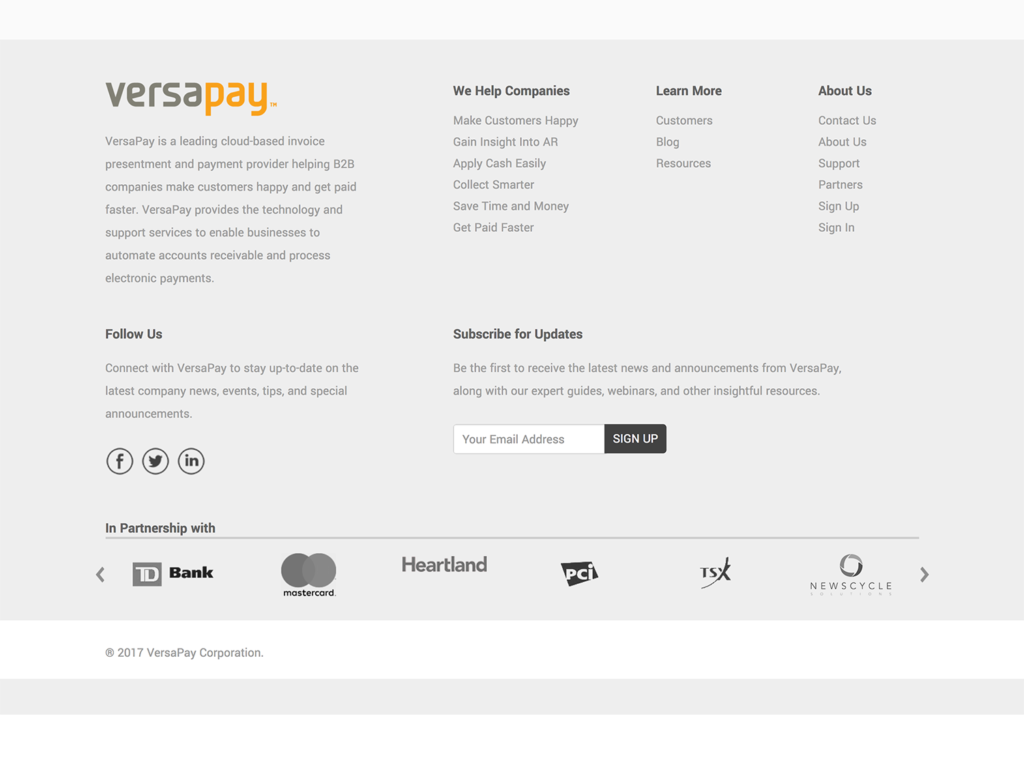 versapay™
VersaPay is a leading cloud-based invoice
presentment and payment provider helping B2B
companies make customers happy and get paid
faster. VersaPay provides the technology and
support services to enable businesses to
automate accounts receivable and process
electronic payments.
We Help Companies
Make Customers Happy
Gain Insight Into AR
Apply Cash Easily
Collect Smarter
Save Time and Money
Get Paid Faster
Learn More
Customers
Blog
Resources
About Us
Contact Us
About Us
Support
Partners
Sign Up
Sign In
Follow Us
Connect with VersaPay to stay up-to-date on the
latest company news, events, tips, and special
announcements.
Subscribe for Updates
Be the first to receive the latest news and announcements from VersaPay,
along with our expert guides, webinars, and other insightful resources.
Your Email Address SIGN UP
In Partnership with
TD Bank
mastercard.
Heartland
PCi
TSX
NEWSCYCLE
SOLUTIONS
® 2017 VersaPay Corporation.